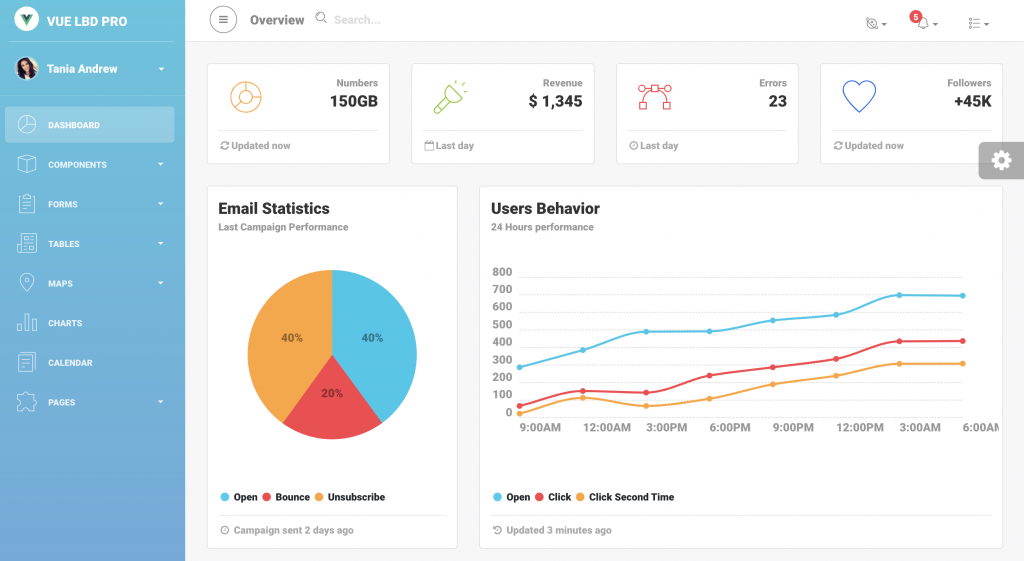 VUE LBD PRO
Tania Andrew
DASHBOARD
COMPONENTS
FORMS
TABLES
MAPS
CHARTS
CALENDAR
PAGES
Overview Search...
5
Numbers
150GB
Updated now
Revenue
$ 1,345
Last day
Errors
23
Last day
Followers
+45K
Updated now
Email Statistics
Last Campaign Performance
40% 40%
20%
Open Bounce Unsubscribe
Campaign sent 2 days ago
Users Behavior
24 Hours performance
800
700
600
500
400
300
200
100
0
9:00AM 12:00AM 3:00PM 6:00PM 9:00PM 12:00PM 3:00AM 6:00AM
Open Click Click Second Time
Updated 3 minutes ago